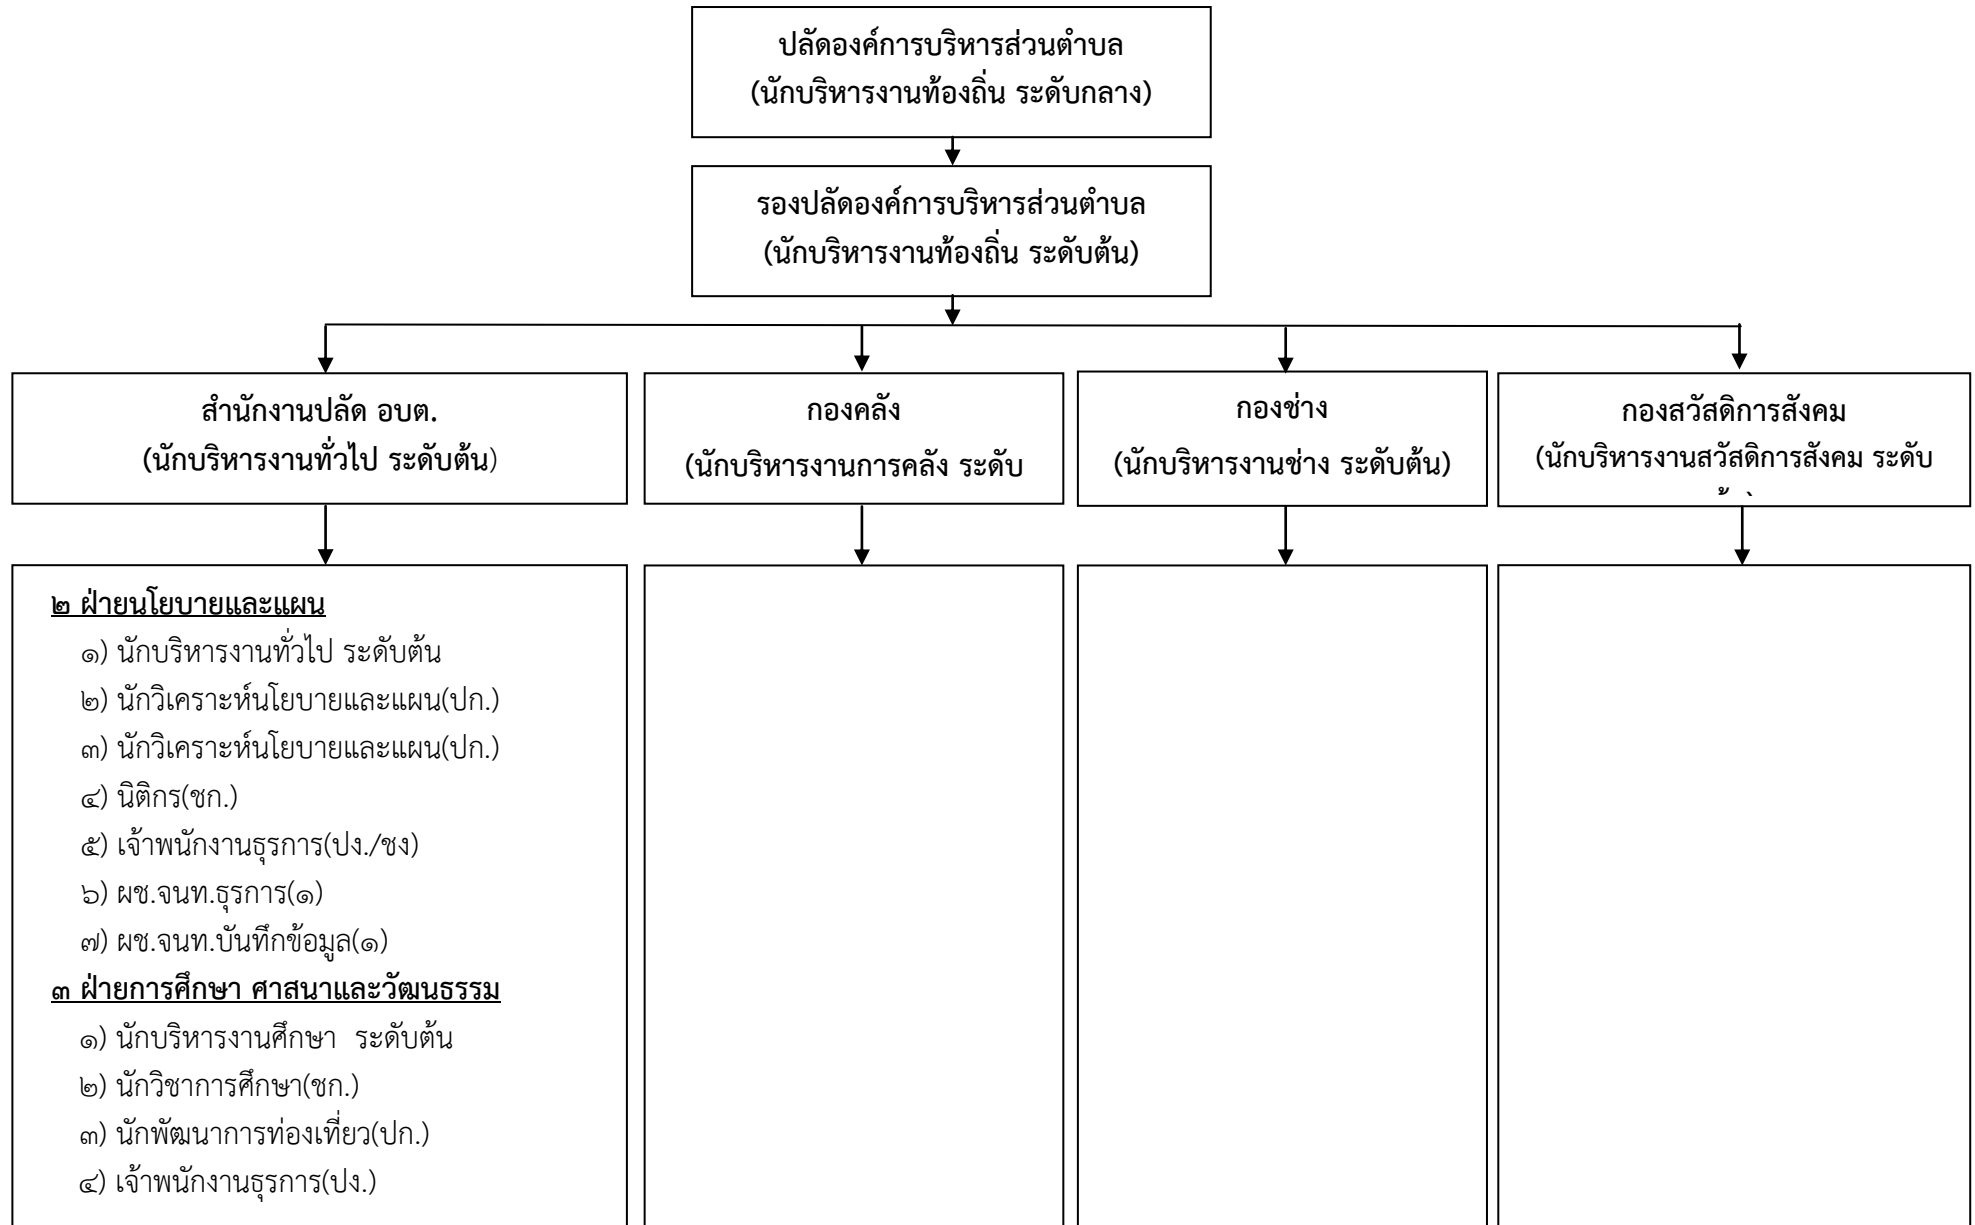 ปลัดองค์การบริหารส่วนตำบล
(นักบริหารงานท้องถิ่น ระดับกลาง)
รองปลัดองค์การบริหารส่วนตำบล
(นักบริหารงานท้องถิ่น ระดับต้น)
สำนักงานปลัด อบต.
(นักบริหารงานทั่วไป ระดับต้น)
กองคลัง
(นักบริหารงานการคลัง ระดับ
กองช่าง
(นักบริหารงานช่าง ระดับต้น)
กองสวัสดิการสังคม
(นักบริหารงานสวัสดิการสังคม ระดับ
๒ ฝ่ายนโยบายและแผน
๑) นักบริหารงานทั่วไป ระดับต้น
๒) นักวิเคราะห์นโยบายและแผน(ปก.)
๓) นักวิเคราะห์นโยบายและแผน(ปก.)
๔) นิติกร(ชก.)
๕) เจ้าพนักงานธุรการ(ปง./ชง)
๖) ผช.จนท.ธุรการ(๑)
๗) ผช.จนท.บันทึกข้อมูล(๑)
๓ ฝ่ายการศึกษา ศาสนาและวัฒนธรรม
๑) นักบริหารงานศึกษา  ระดับต้น
๒) นักวิชาการศึกษา(ชก.)
๓) นักพัฒนาการท่องเที่ยว(ปก.)
๔) เจ้าพนักงานธุรการ(ปง.)